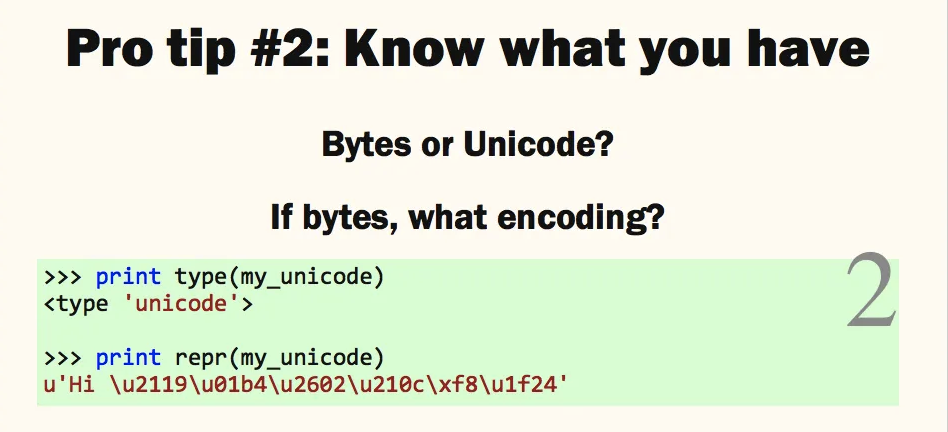 Pro tip #2: Know what you have
Bytes or Unicode?
If bytes, what encoding?
>>> print type(my_unicode)
<type 'unicode'>
>>> print repr(my_unicode)
u'Hi \u2119\u01b4\u2602\u210c\xf8\u1f24'
2